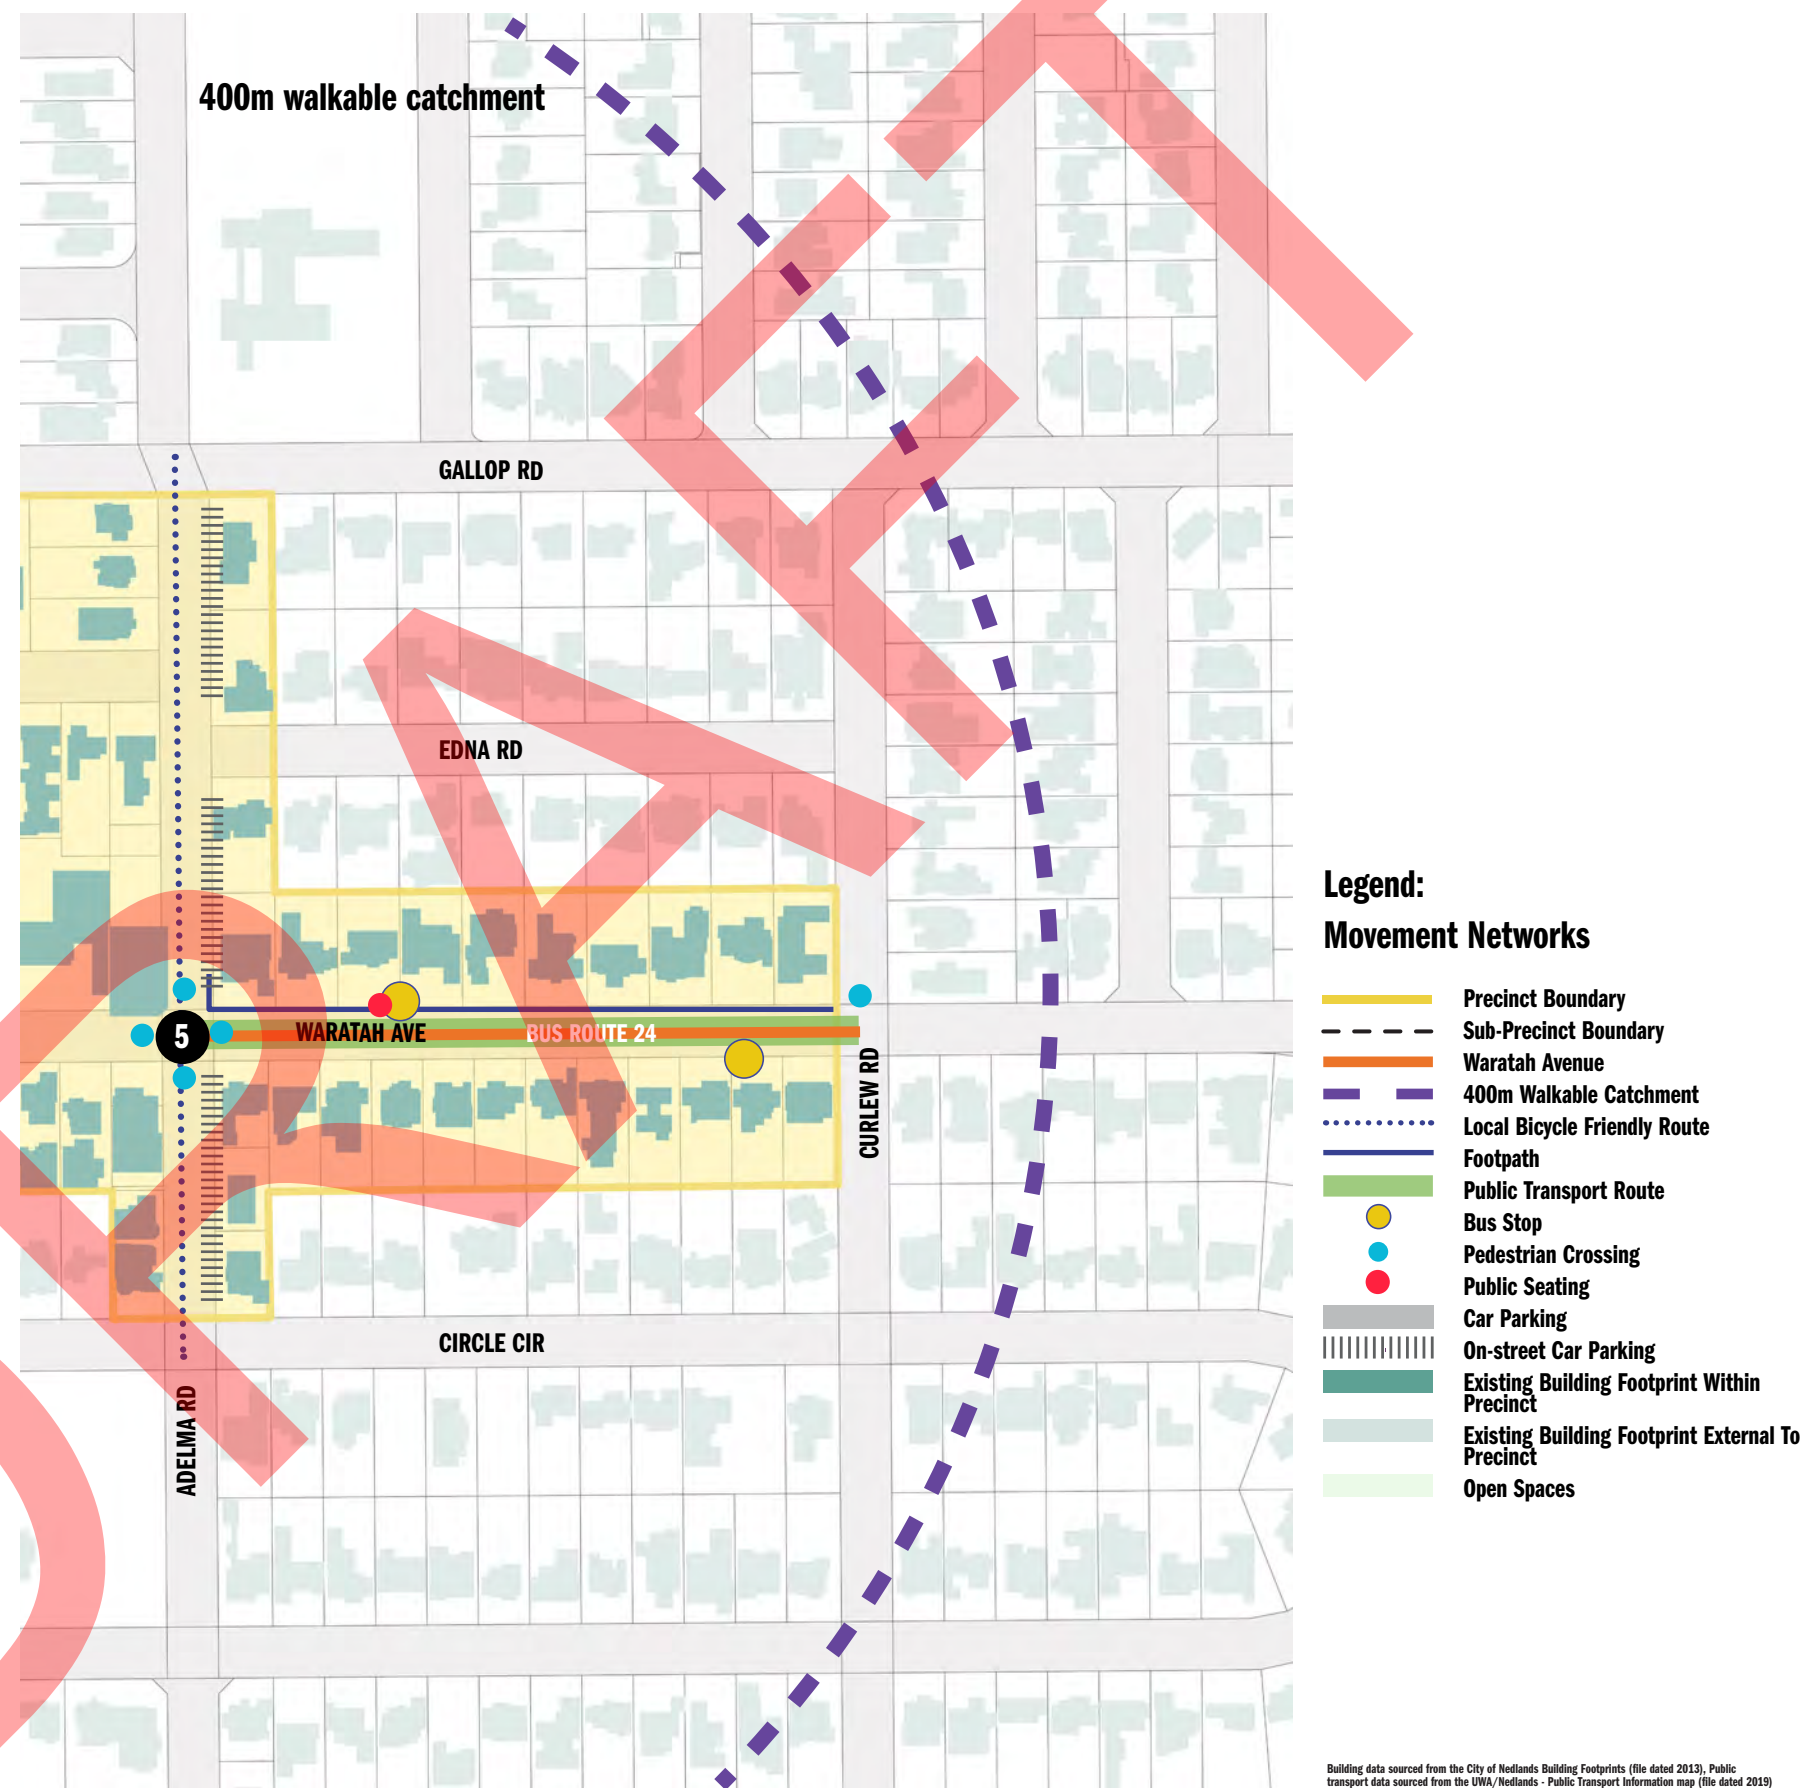 400m walkable catchment
GALLOP RD
EDNA RD
5
WARATAH AVE
BUS ROUTE 24
CURLEW RD
CIRCLE CIR
ADELMA RD
DRAFT
Legend:
Movement Networks
Precinct Boundary
Sub-Precinct Boundary
Waratah Avenue
400m Walkable Catchment
Local Bicycle Friendly Route
Footpath
Public Transport Route
Bus Stop
Pedestrian Crossing
Public Seating
Car Parking
On-street Car Parking
Existing Building Footprint Within
Precinct
Existing Building Footprint External To
Precinct
Open Spaces
Building data sourced from the City of Nedlands Building Footprints (file dated 2013), Public
transport data sourced from the UWA/Nedlands - Public Transport Information map (file dated 2019)